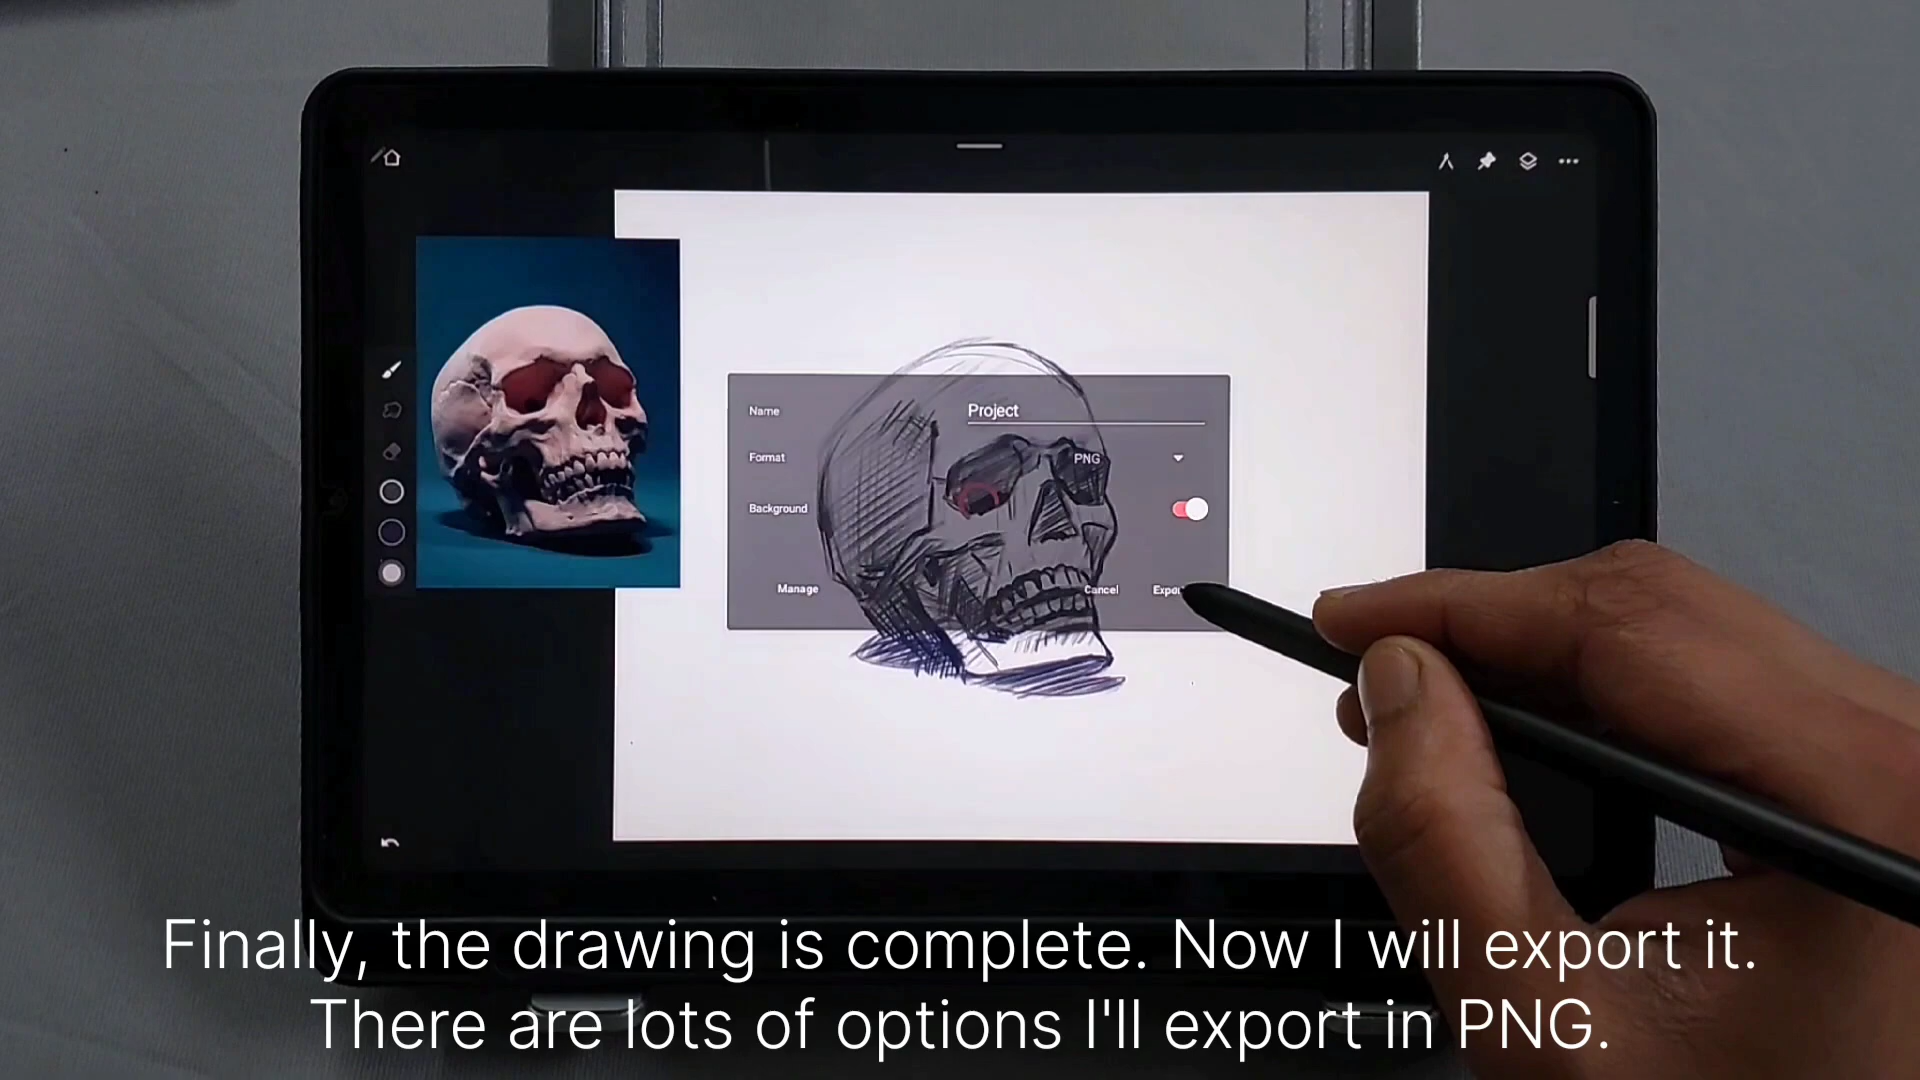 Name
Project
Format
PNG
Background
Manage
Cancel
Export
Finally, the drawing is complete. Now I will export it.
There are lots of options I'll export in PNG.